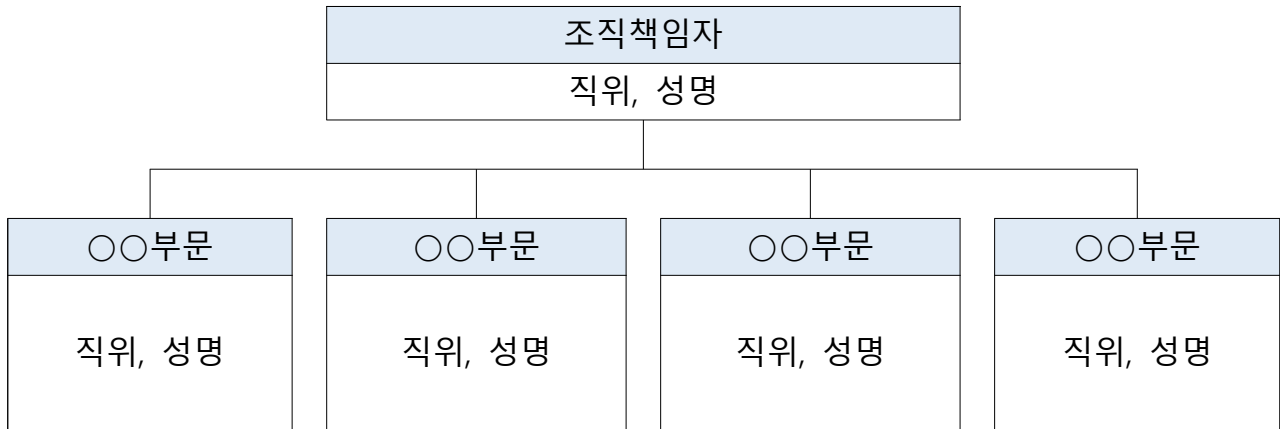 조직책임자
직위, 성명
○○부문 ○○부문 ○○부문 ○○부문
직위, 성명 직위, 성명 직위, 성명 직위, 성명